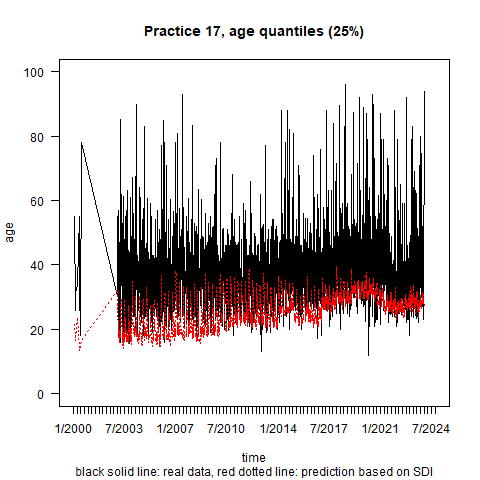 Practice 17, age quantiles (25%)
age
100
80
60
40
20
0
1/2000 7/2003 1/2007 7/2010 1/2014 7/2017 1/2021 7/2024
time
black solid line: real data, red dotted line: prediction based on SDI